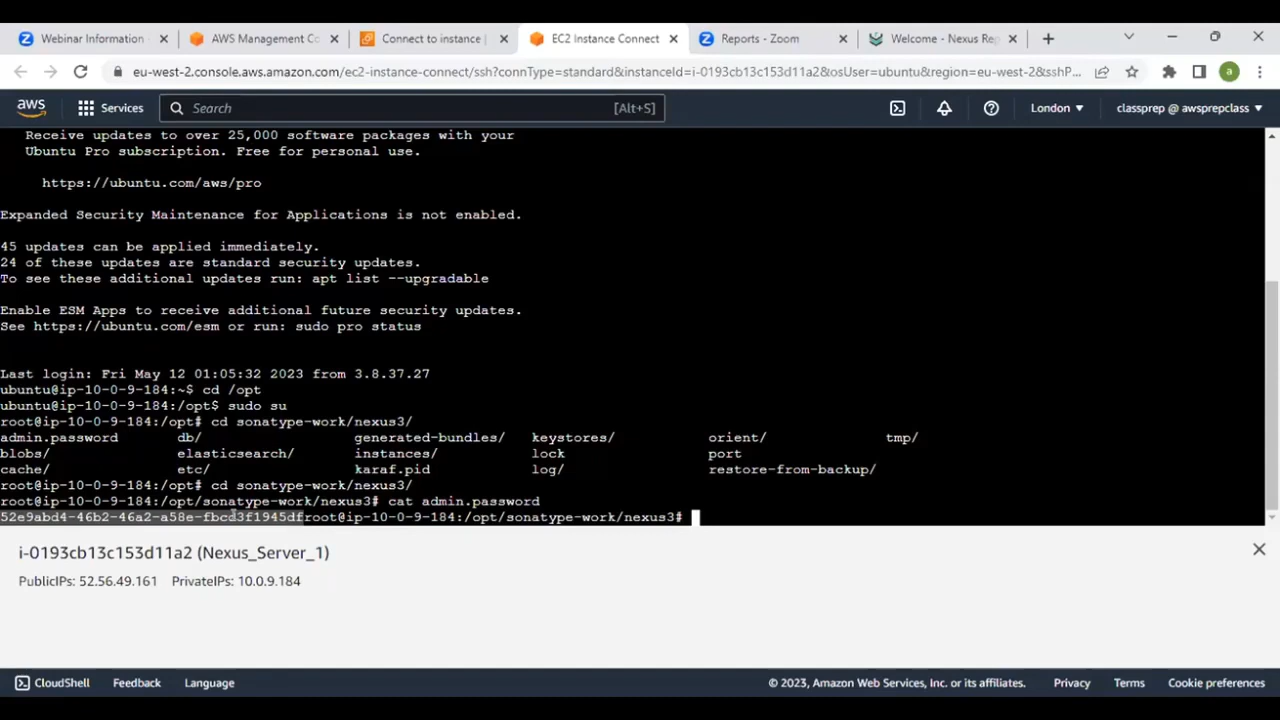 Webinar Information
AWS Management Co
Connect to instance
EC2 Instance Connect
Reports - Zoom
Welcome - Nexus Rep
eu-west-2.console.aws.amazon.com/ec2-instance-connect/ssh?connType=standard&instanceId=i-0193cb13c153d11a2&osUser=ubuntu&region=eu-west-2&sshP...
a
aws
Services
Search
[Alt+S]
London
classprep @ awsprepclass
Receive updates to over 25,000 software packages with your
Ubuntu Pro subscription. Free for personal use.
https://ubuntu.com/aws/pro
Expanded Security Maintenance for Applications is not enabled.
45 updates can be applied immediately.
24 of these updates are standard security updates.
To see these additional updates run: apt list --upgradable
Enable ESM Apps to receive additional future security updates.
See https://ubuntu.com/esm or run: sudo pro status
Last login: Fri May 12 01:05:32 2023 from 3.8.37.27
ubuntu@ip-10-0-9-184:~$ cd /opt
ubuntu@ip-10-0-9-184:/opt$ sudo su
root@ip-10-0-9-184:/opt# cd sonatype-work/nexus3/
admin.password db/ generated-bundles/ keystores/ orient/ tmp/
blobs/ elasticsearch/ instances/ lock port
cache/ etc/ karaf.pid log/ restore-from-backup/
root@ip-10-0-9-184:/opt# cd sonatype-work/nexus3/
root@ip-10-0-9-184:/opt/sonatype-work/nexus3# cat admin.password
52e9abd4-46b2-46a2-a58e-fbcd3f1945dfroot@ip-10-0-9-184:/opt/sonatype-work/nexus3#
i-0193cb13c153d11a2 (Nexus_Server_1)
PublicIPs: 52.56.49.161 PrivateIPs: 10.0.9.184
CloudShell
Feedback
Language
© 2023, Amazon Web Services, Inc. or its affiliates.
Privacy
Terms
Cookie preferences